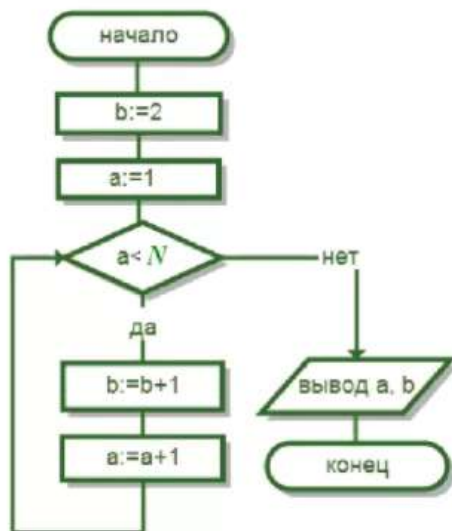 начало
b:=2
a:=1
a< N
нет
да
b:=b+1
вывод a, b
a:=a+1
конец